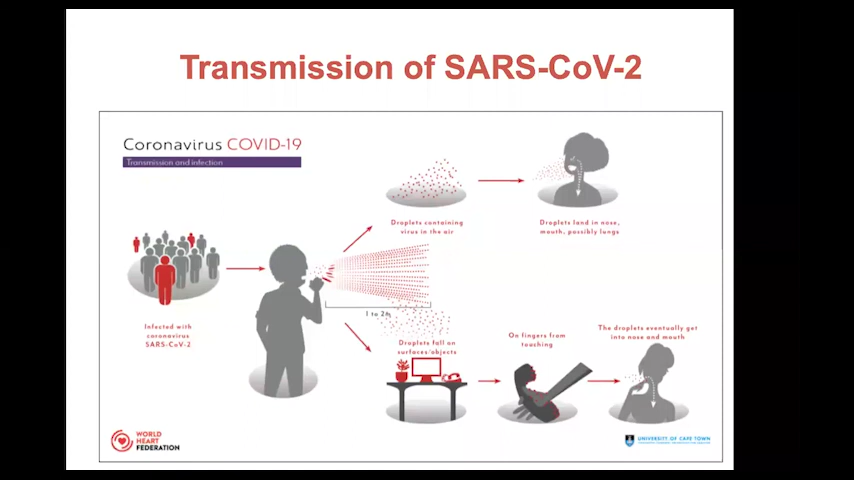 Transmission of SARS-CoV-2
Coronavirus COVID-19
Transmission and infection
Droplets containing
virus in the air
Droplets land in nose,
mouth, possibly lungs
Infected with
coronavirus
SARS-CoV-2
1 to 2
Droplets fall on
surfaces/objects
On fingers from
touching
The droplets eventually get
into nose and mouth
WORLD
HEART
FEDERATION
UNIVERSITY OF CAPE TOWN